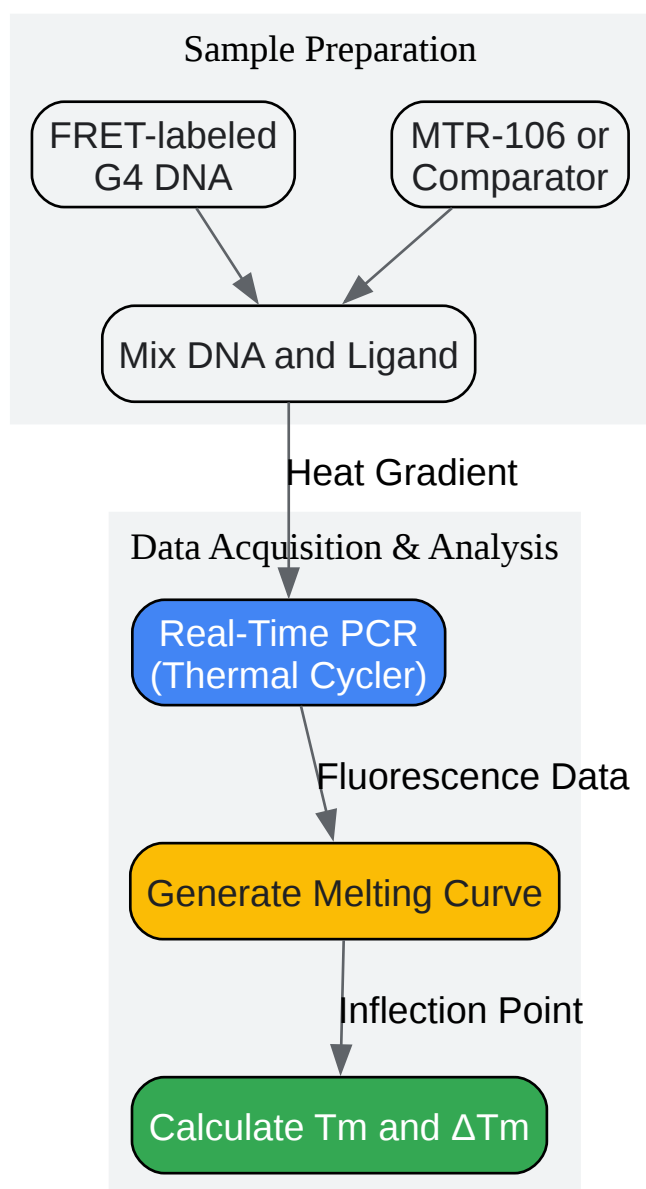 Sample Preparation
FRET-labeled
G4 DNA
MTR-106 or
Comparator
Mix DNA and Ligand
Heat Gradient
Data Acquisition & Analysis
Real-Time PCR
(Thermal Cycler)
Fluorescence Data
Generate Melting Curve
Inflection Point
Calculate Tm and ΔTm